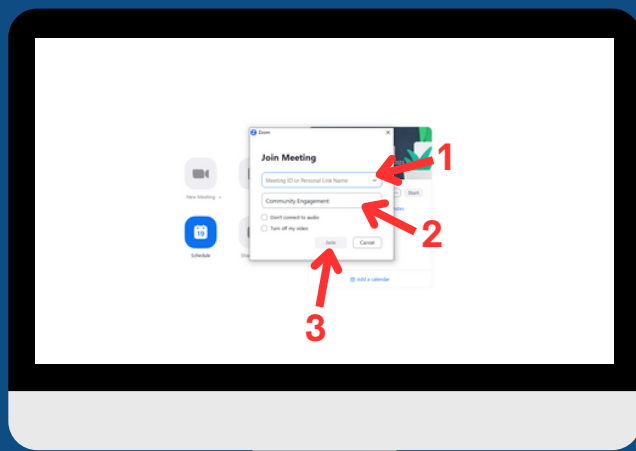 Zoom
Join Meeting
Meeting ID or Personal Link Name
1
Community Engagement
2
Don't connect to audio
Turn off my video
Join
Cancel
3
New Meeting
19
Schedule
Start
Add a calendar